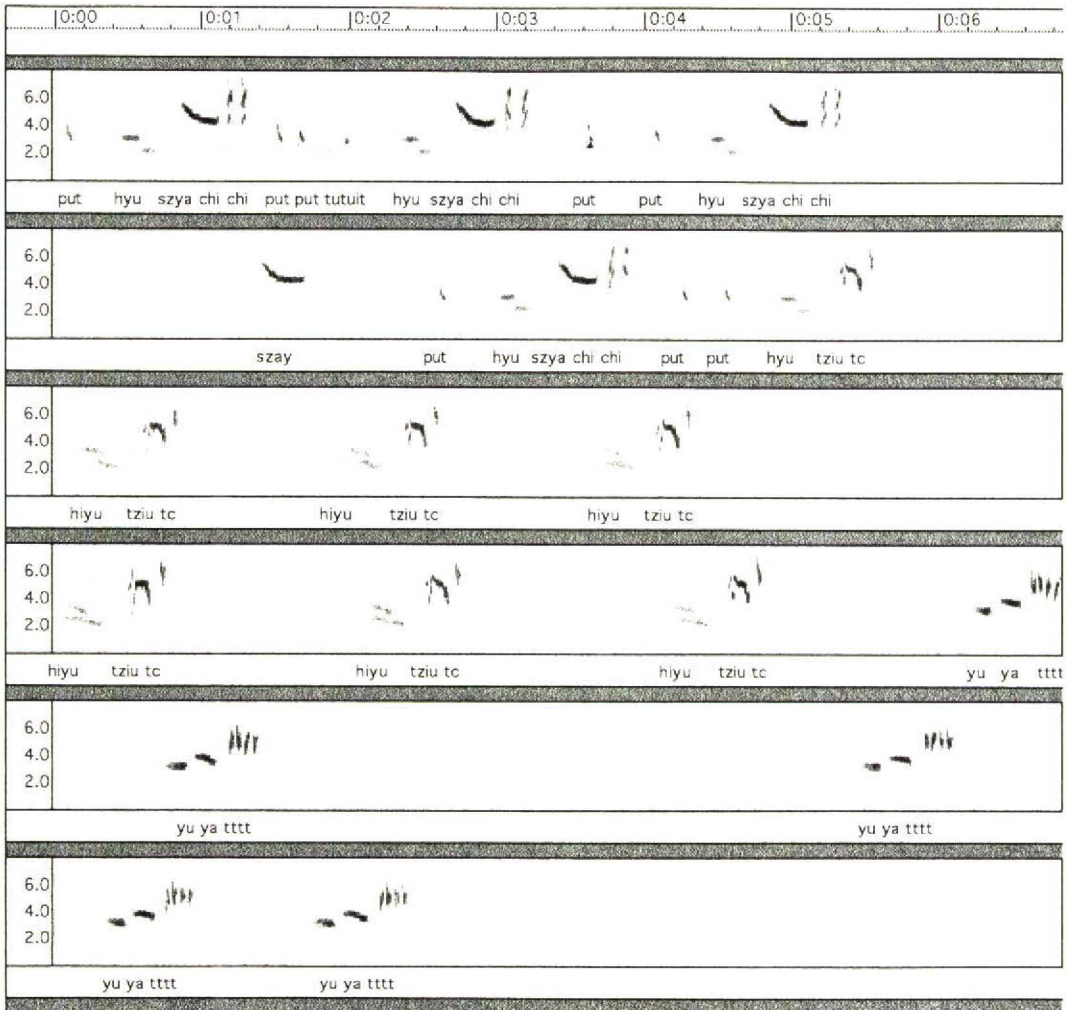 0:00 0:01 0:02 0:03 0:04 0:05 0:06
6.0
4.0
2.0
put hyu szya chi chi put put tutuit hyu szya chi chi put put hyu szya chi chi
6.0
4.0
2.0
szay put hyu szya chi chi put put hyu tziu tc
6.0
4.0
2.0
hiyu tziu tc hiyu tziu tc hiyu tziu tc
6.0
4.0
2.0
hiyu tziu tc hiyu tziu tc hiyu tziu tc yu ya tttt
6.0
4.0
2.0
yu ya tttt yu ya tttt
6.0
4.0
2.0
yu ya tttt yu ya tttt